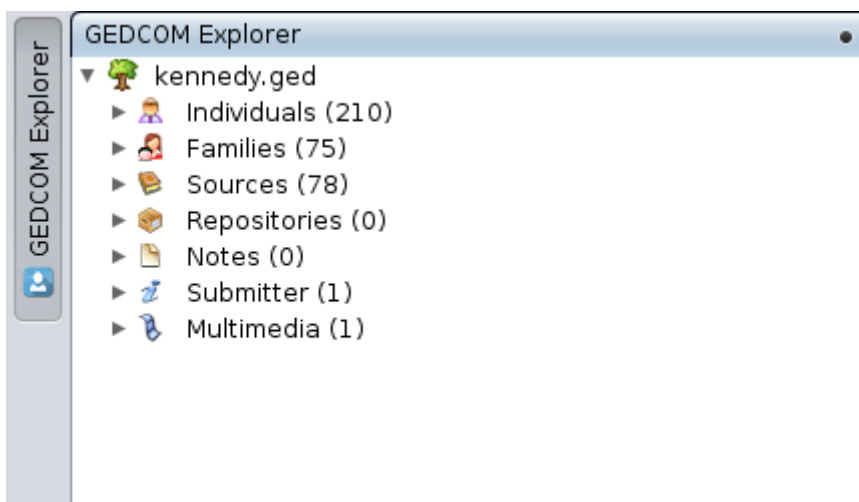 GEDCOM Explorer
GEDCOM Explorer
kennedy.ged
Individuals (210)
Families (75)
Sources (78)
Repositories (0)
Notes (0)
Submitter (1)
Multimedia (1)